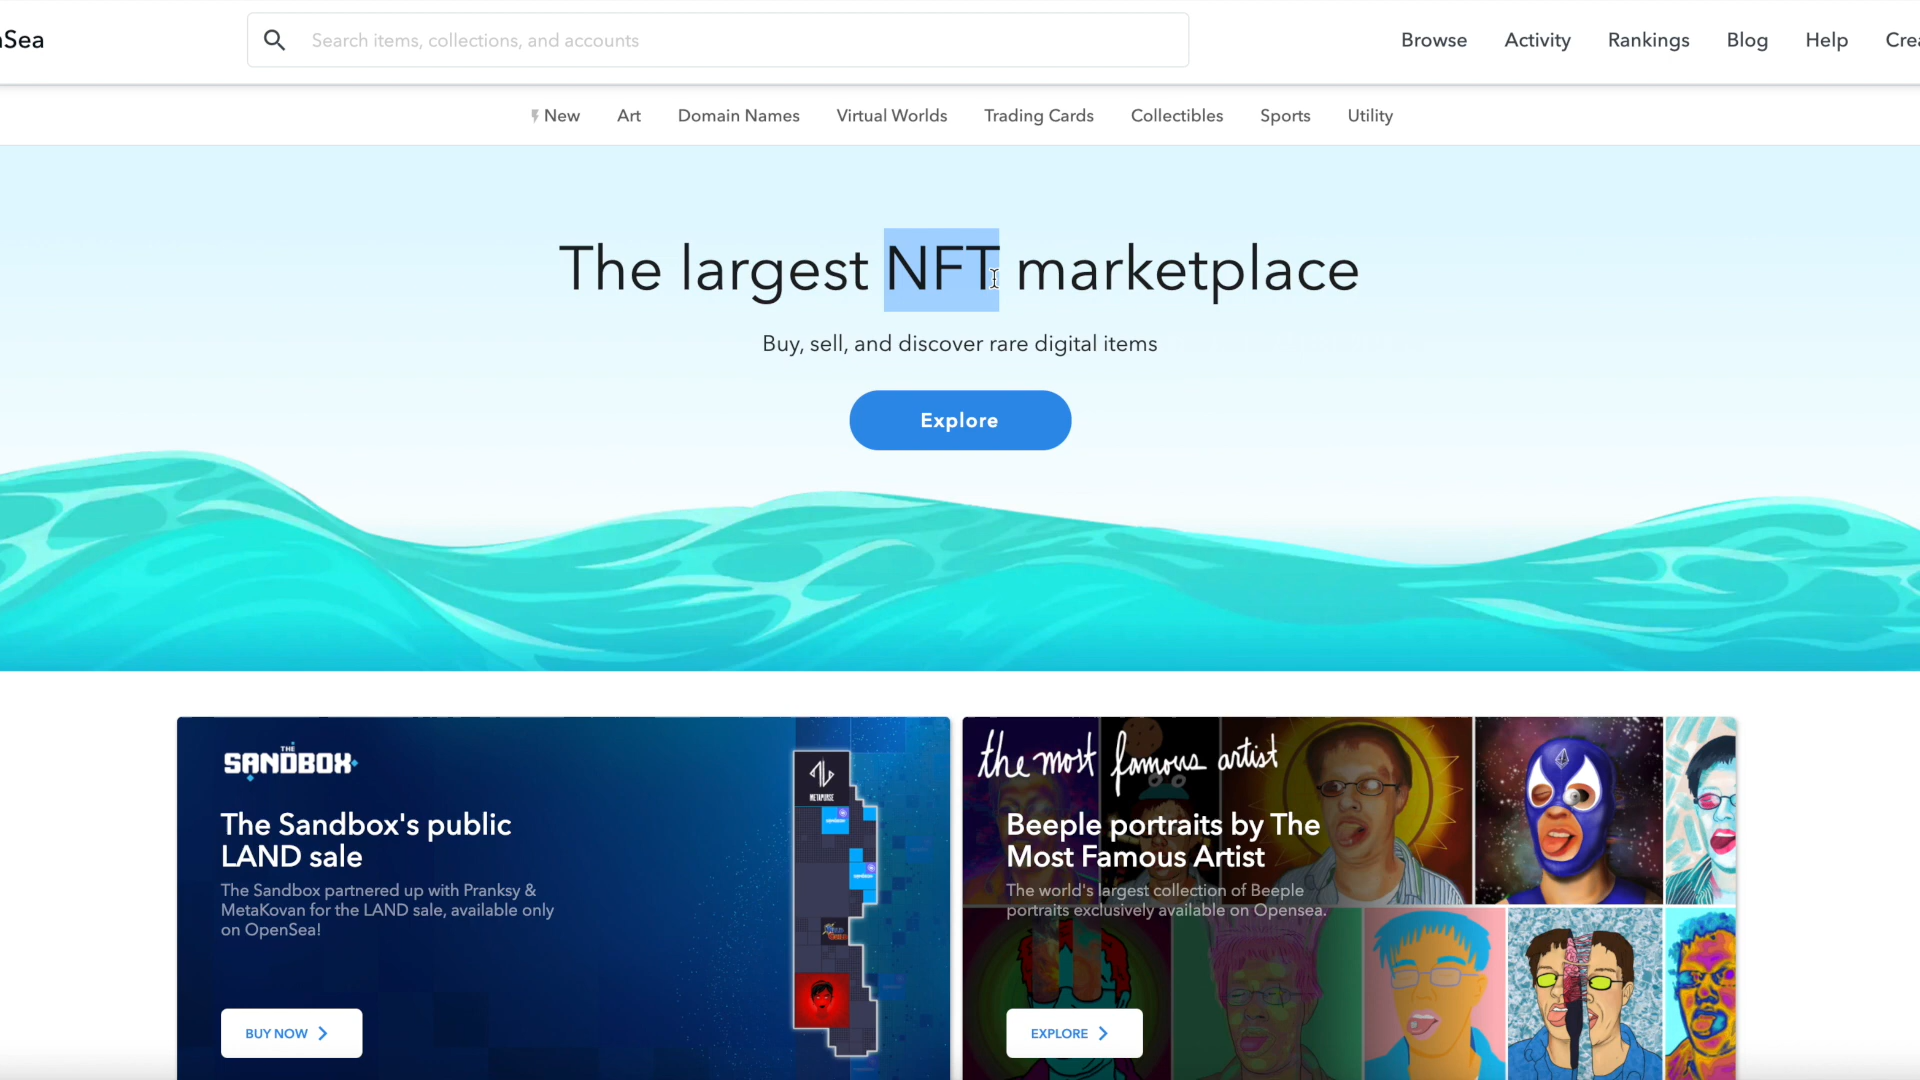 Sea
Search items, collections, and accounts
Browse
Activity
Rankings
Blog
Help
Crea
New
Art
Domain Names
Virtual Worlds
Trading Cards
Collectibles
Sports
Utility
The largest NFT marketplace
Buy, sell, and discover rare digital items
Explore
THE
SANDBOX
METAPURSE
The Sandbox's public
LAND sale
The Sandbox partnered up with Pranksy &
MetaKovan for the LAND sale, available only
on OpenSea!
BUY NOW
the most famous artist
Beeple portraits by The
Most Famous Artist
The world's largest collection of Beeple
portraits exclusively available on Opensea.
EXPLORE